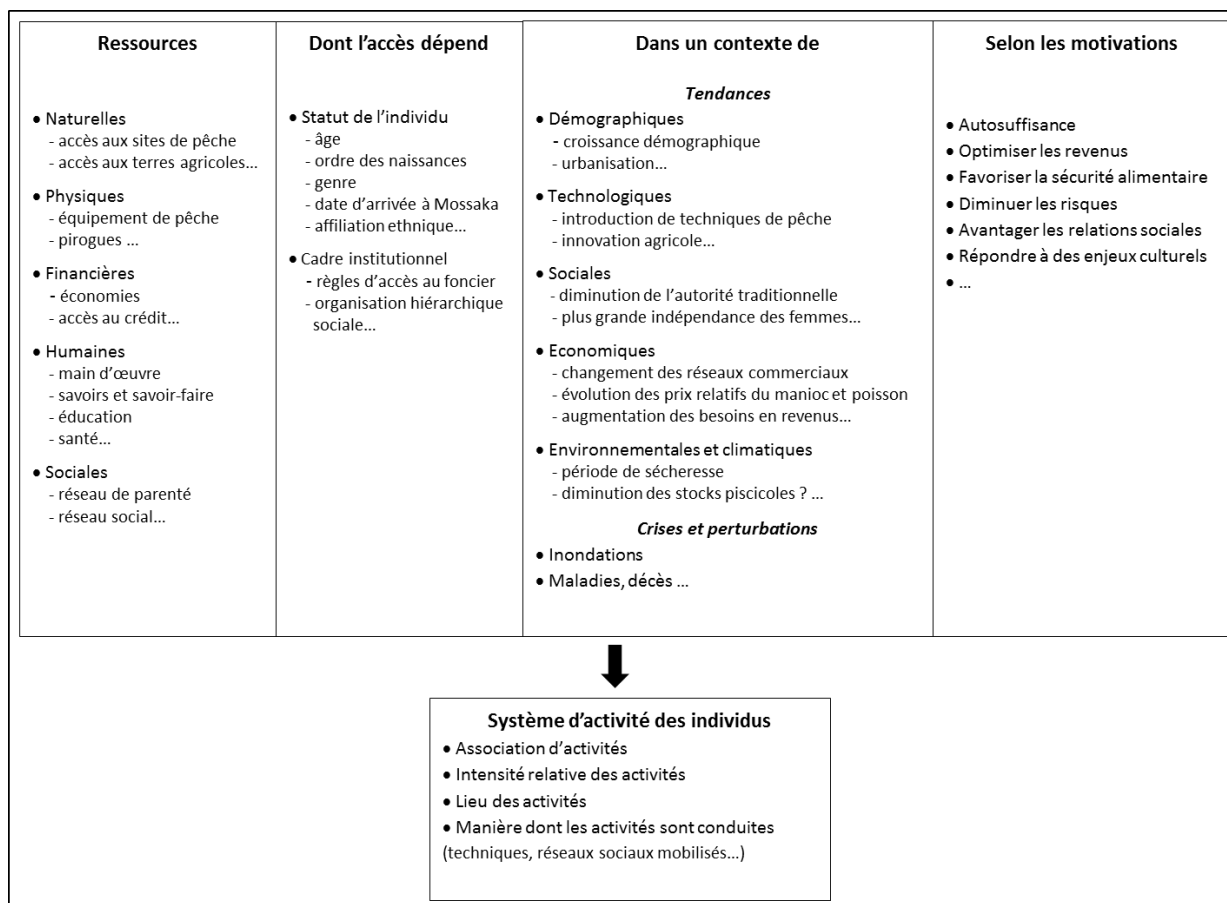 Ressources
● Naturelles
- accès aux sites de pêche
- accès aux terres agricoles...
● Physiques
- équipement de pêche
- pirogues ...
● Financières
- économies
- accès au crédit...
● Humaines
- main d'œuvre
- savoirs et savoir-faire
- éducation
- santé...
● Sociales
- réseau de parenté
- réseau social...
Dont l'accès dépend
● Statut de l'individu
- âge
- ordre des naissances
- genre
- date d'arrivée à Mossaka
- affiliation ethnique...
● Cadre institutionnel
- règles d'accès au foncier
- organisation hiérarchique
sociale...
Dans un contexte de
Tendances
● Démographiques
- croissance démographique
- urbanisation...
● Technologiques
- introduction de techniques de pêche
- innovation agricole...
● Sociales
- diminution de l'autorité traditionnelle
- plus grande indépendance des femmes...
● Economiques
- changement des réseaux commerciaux
- évolution des prix relatifs du manioc et poisson
- augmentation des besoins en revenus...
● Environnementales et climatiques
- période de sécheresse
- diminution des stocks piscicoles ? ...
Crises et perturbations
● Inondations
● Maladies, décès ...
Selon les motivations
● Autosuffisance
● Optimiser les revenus
● Favoriser la sécurité alimentaire
● Diminuer les risques
● Avantager les relations sociales
● Répondre à des enjeux culturels
● ...
Système d'activité des individus
● Association d'activités
● Intensité relative des activités
● Lieu des activités
● Manière dont les activités sont conduites
(techniques, réseaux sociaux mobilisés...)